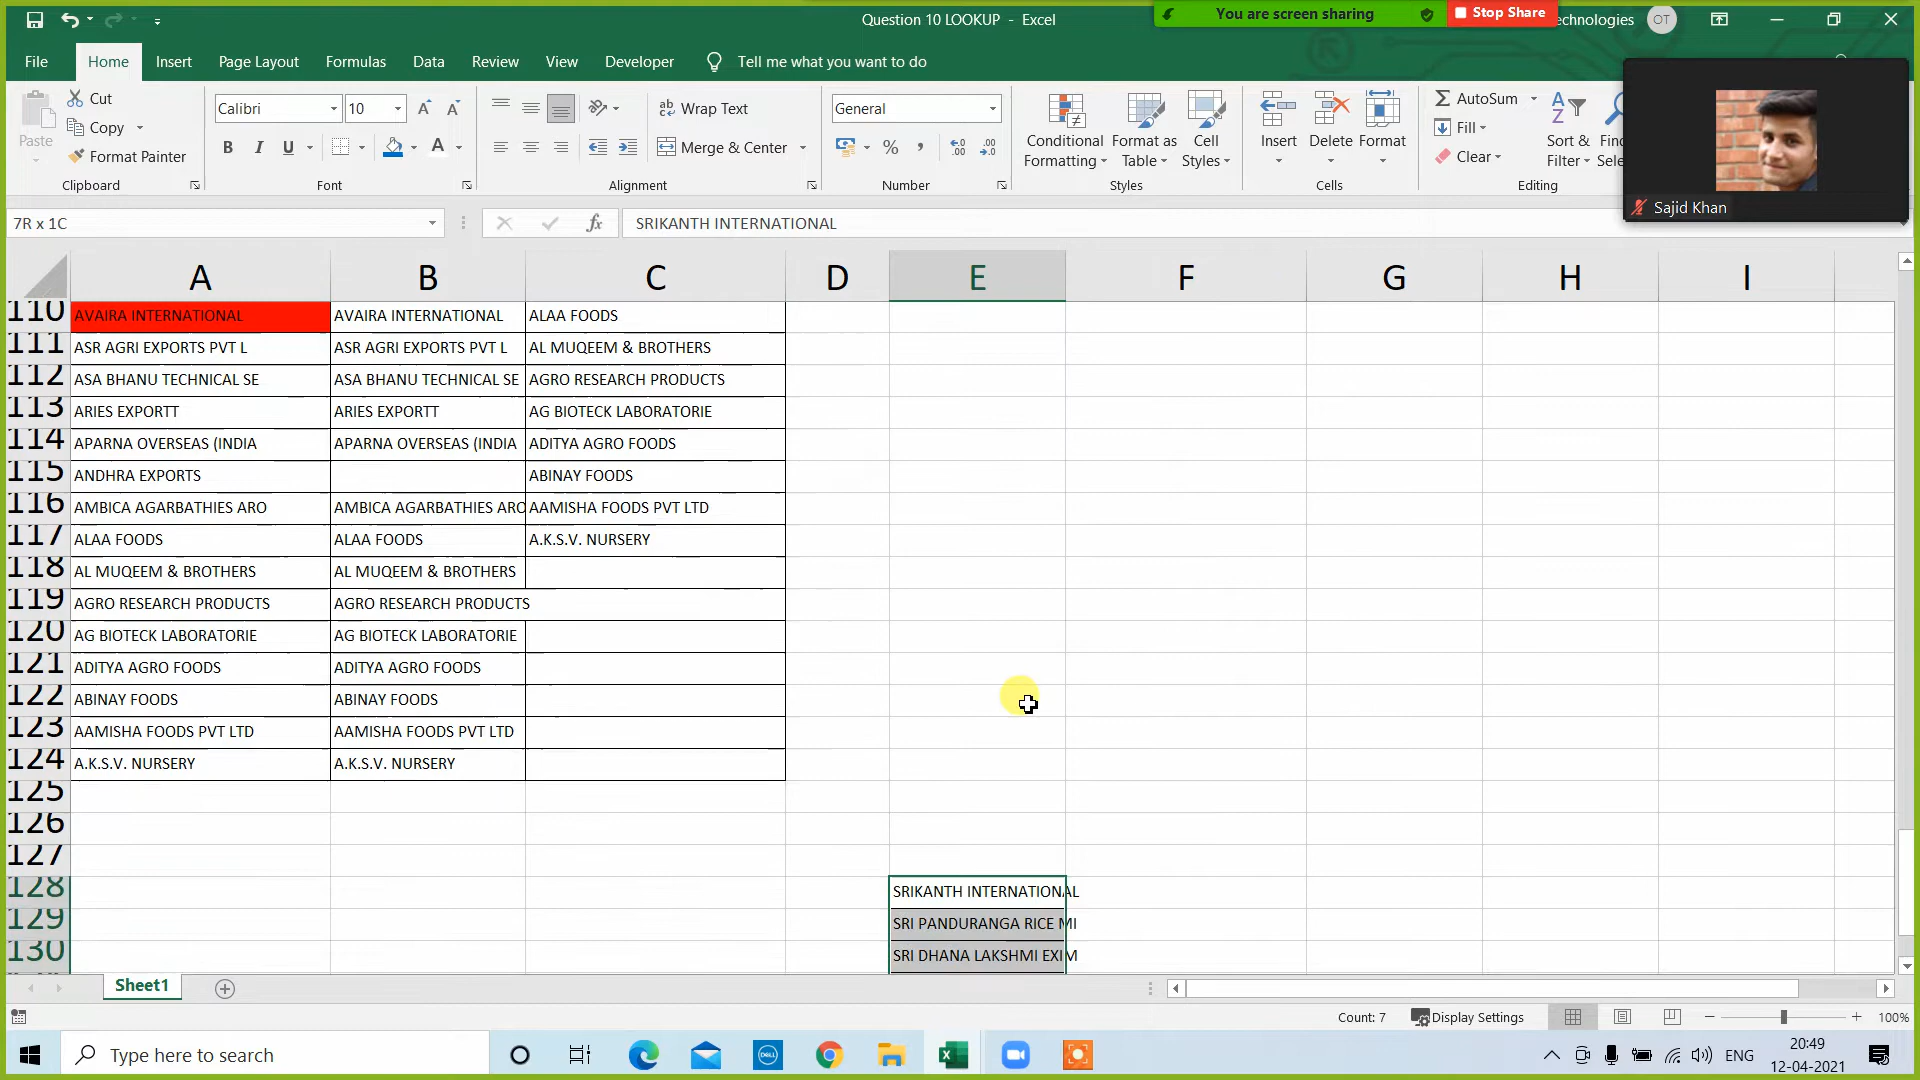 Question 10 LOOKUP - Excel
You are screen sharing
Stop Share
echnologies
OT
File Home Insert Page Layout Formulas Data Review View Developer Tell me what you want to do
Cut
Copy
Paste
Format Painter
Clipboard
Calibri 10
B I U
A
Font
Wrap Text
Merge & Center
Alignment
General
%
Number
Conditional Formatting
Format as Table
Cell Styles
Styles
Insert Delete Format
Cells
AutoSum
Fill
Clear
Sort & Filter
Editing
Sajid Khan
7R x 1C
fx
SRIKANTH INTERNATIONAL
A B C D E F G H I
110 AVAIRA INTERNATIONAL AVAIRA INTERNATIONAL ALAA FOODS
111 ASR AGRI EXPORTS PVT L ASR AGRI EXPORTS PVT L AL MUQEEM & BROTHERS
112 ASA BHANU TECHNICAL SE ASA BHANU TECHNICAL SE AGRO RESEARCH PRODUCTS
113 ARIES EXPORTT ARIES EXPORTT AG BIOTECK LABORATORIE
114 APARNA OVERSEAS (INDIA APARNA OVERSEAS (INDIA ADITYA AGRO FOODS
115 ANDHRA EXPORTS ABINAY FOODS
116 AMBICA AGARBATHIES ARO AMBICA AGARBATHIES ARO AAMISHA FOODS PVT LTD
117 ALAA FOODS ALAA FOODS A.K.S.V. NURSERY
118 AL MUQEEM & BROTHERS AL MUQEEM & BROTHERS
119 AGRO RESEARCH PRODUCTS AGRO RESEARCH PRODUCTS
120 AG BIOTECK LABORATORIE AG BIOTECK LABORATORIE
121 ADITYA AGRO FOODS ADITYA AGRO FOODS
122 ABINAY FOODS ABINAY FOODS
123 AAMISHA FOODS PVT LTD AAMISHA FOODS PVT LTD
124 A.K.S.V. NURSERY A.K.S.V. NURSERY
125
126
127
128 SRIKANTH INTERNATIONAL
129 SRI PANDURANGA RICE MI
130 SRI DHANA LAKSHMI EXIM
Sheet1
Count: 7 Display Settings 100%
Type here to search
DELL
ENG
20:49
12-04-2021